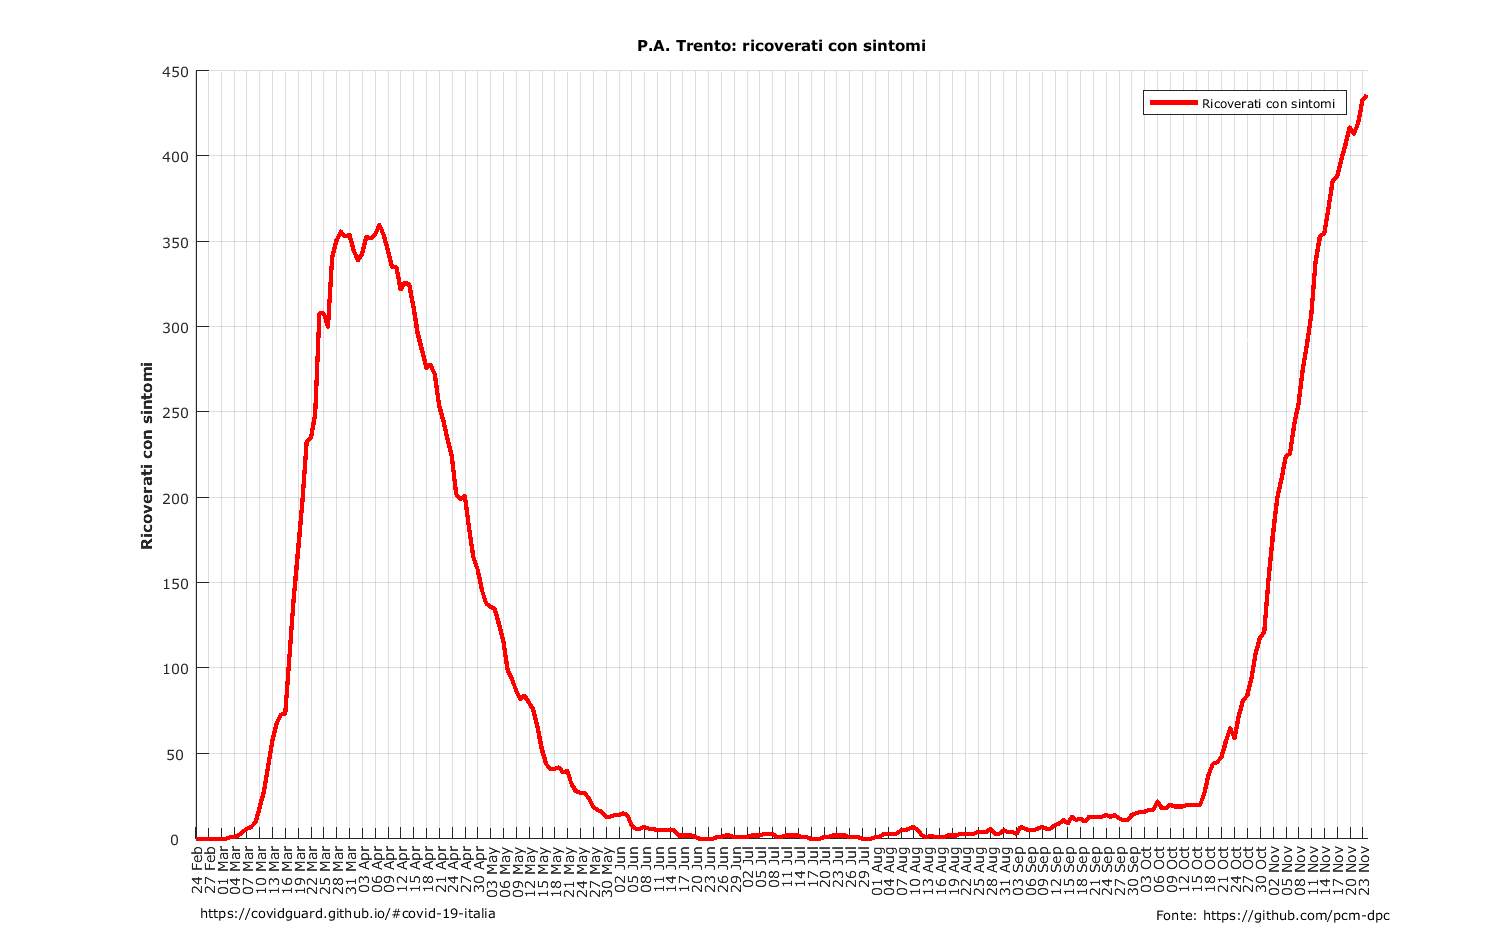 P.A. Trento: ricoverati con sintomi
Ricoverati con sintomi
Ricoverati con sintomi
450
400
350
300
250
200
150
100
50
0
24 Feb
27 Feb
01 Mar
04 Mar
07 Mar
10 Mar
13 Mar
16 Mar
19 Mar
22 Mar
25 Mar
28 Mar
31 Mar
03 Apr
06 Apr
09 Apr
12 Apr
15 Apr
18 Apr
21 Apr
24 Apr
27 Apr
30 Apr
03 May
06 May
09 May
12 May
15 May
18 May
21 May
24 May
27 May
30 May
02 Jun
05 Jun
08 Jun
11 Jun
14 Jun
17 Jun
20 Jun
23 Jun
26 Jun
29 Jun
02 Jul
05 Jul
08 Jul
11 Jul
14 Jul
17 Jul
20 Jul
23 Jul
26 Jul
29 Jul
01 Aug
04 Aug
07 Aug
10 Aug
13 Aug
16 Aug
19 Aug
22 Aug
25 Aug
28 Aug
31 Aug
03 Sep
06 Sep
09 Sep
12 Sep
15 Sep
18 Sep
21 Sep
24 Sep
27 Sep
30 Sep
03 Oct
06 Oct
09 Oct
12 Oct
15 Oct
18 Oct
21 Oct
24 Oct
27 Oct
30 Oct
02 Nov
05 Nov
08 Nov
11 Nov
14 Nov
17 Nov
20 Nov
23 Nov
https://covidguard.github.io/#covid-19-italia
Fonte: https://github.com/pcm-dpc